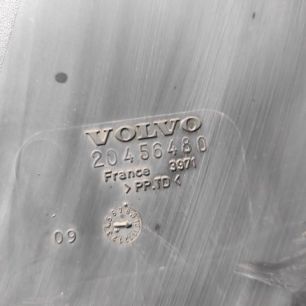 VOLVO
20456480
France 3971
>PP.TD<
09